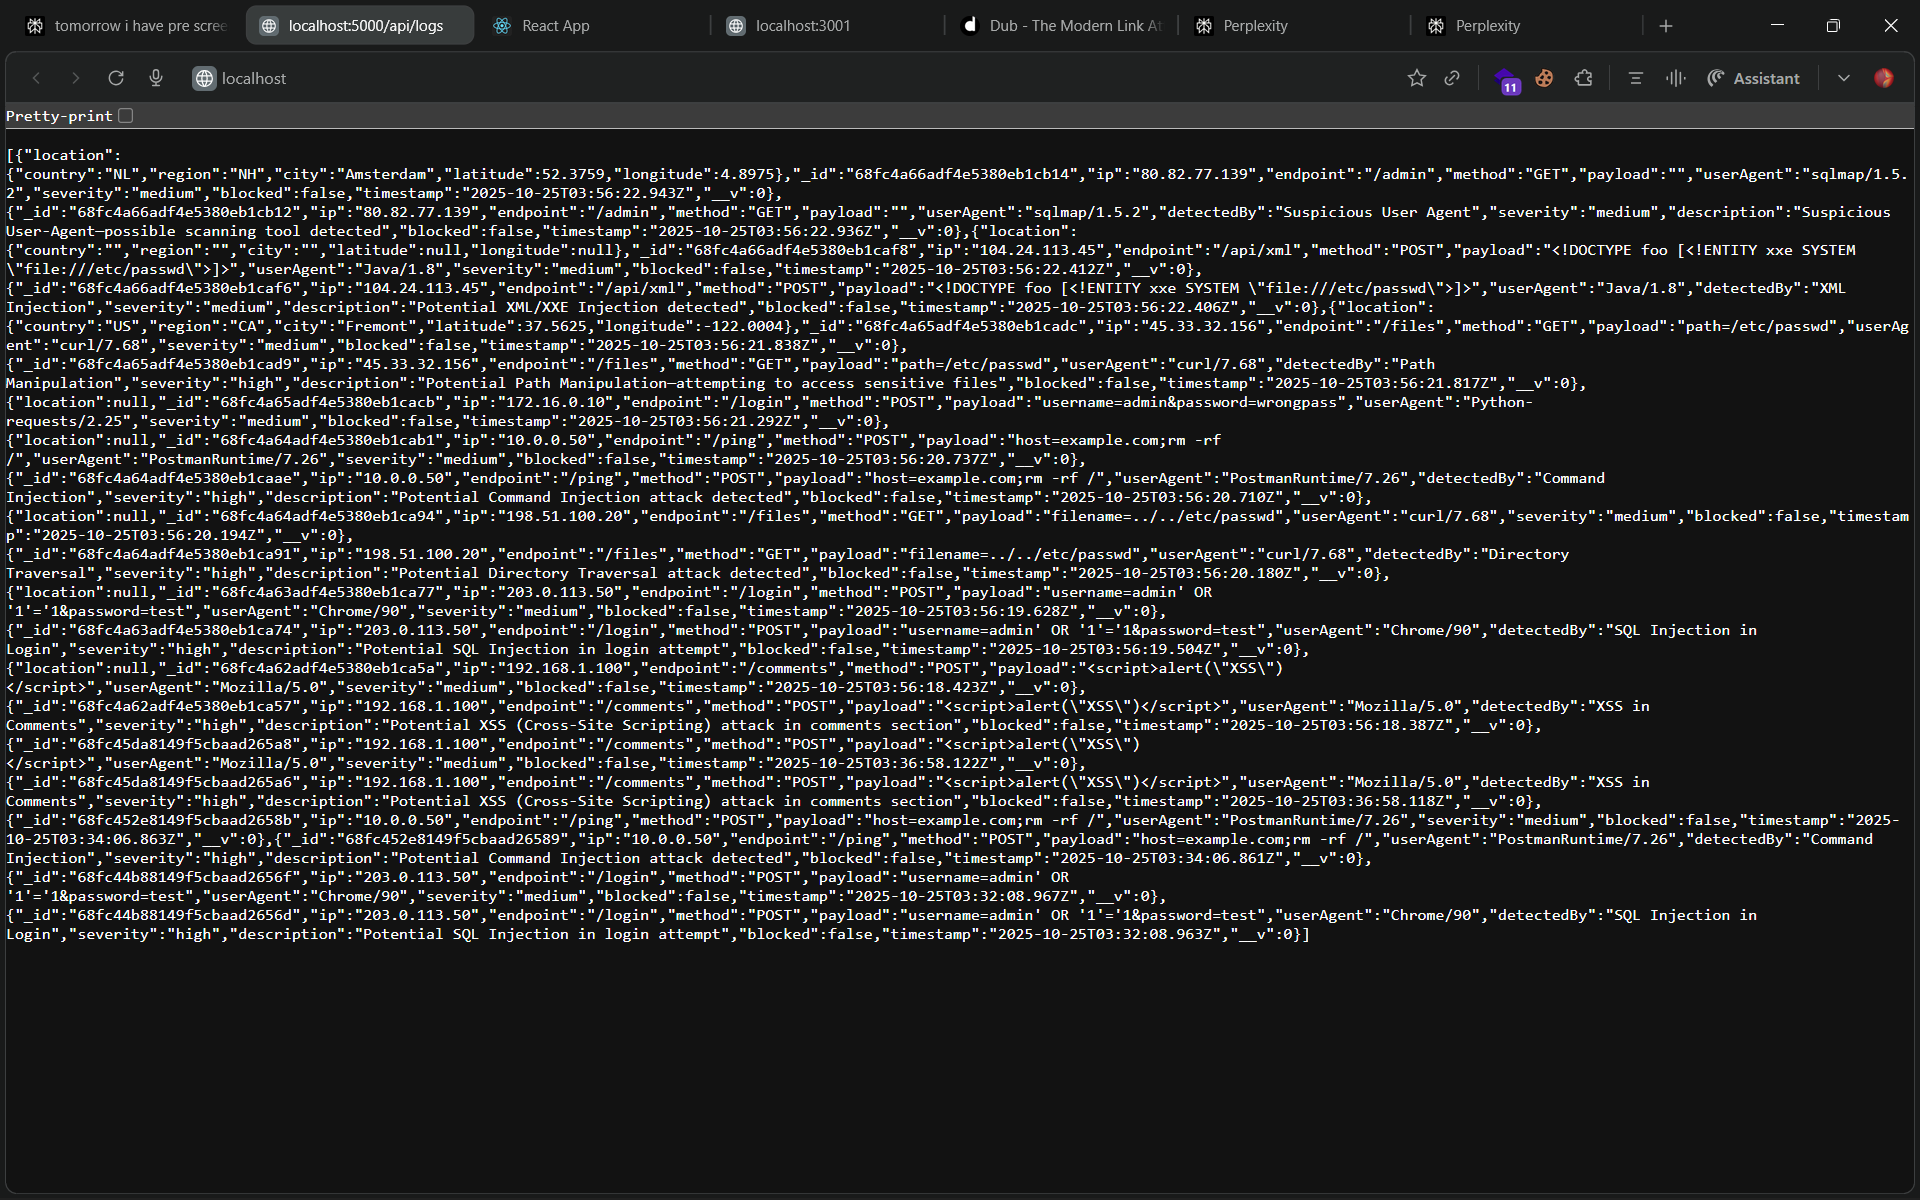 tomorrow i have pre scree
localhost:5000/api/logs
React App
localhost:3001
Dub - The Modern Link At
Perplexity
Perplexity
localhost
11
Assistant
Pretty-print
[{"location":
{"country":"NL","region":"NH","city":"Amsterdam","latitude":52.3759,"longitude":4.8975},"_id":"68fc4a66adf4e5380eb1cb14","ip":"80.82.77.139","endpoint":"/admin","method":"GET","payload":"","userAgent":"sqlmap/1.5.
2","severity":"medium","blocked":false,"timestamp":"2025-10-25T03:56:22.943Z","__v":0},
{"_id":"68fc4a66adf4e5380eb1cb12","ip":"80.82.77.139","endpoint":"/admin","method":"GET","payload":"","userAgent":"sqlmap/1.5.2","detectedBy":"Suspicious User Agent","severity":"medium","description":"Suspicious
User-Agent—possible scanning tool detected","blocked":false,"timestamp":"2025-10-25T03:56:22.936Z","__v":0},{"location":
{"country":"","region":"","city":"","latitude":null,"longitude":null},"_id":"68fc4a66adf4e5380eb1caf8","ip":"104.24.113.45","endpoint":"/api/xml","method":"POST","payload":"<!DOCTYPE foo [<!ENTITY xxe SYSTEM
\"file:///etc/passwd\">]>","userAgent":"Java/1.8","severity":"medium","blocked":false,"timestamp":"2025-10-25T03:56:22.412Z","__v":0},
{"_id":"68fc4a66adf4e5380eb1caf6","ip":"104.24.113.45","endpoint":"/api/xml","method":"POST","payload":"<!DOCTYPE foo [<!ENTITY xxe SYSTEM \"file:///etc/passwd\">]>","userAgent":"Java/1.8","detectedBy":"XML
Injection","severity":"medium","description":"Potential XML/XXE Injection detected","blocked":false,"timestamp":"2025-10-25T03:56:22.406Z","__v":0},{"location":
{"country":"US","region":"CA","city":"Fremont","latitude":37.5625,"longitude":-122.0004},"_id":"68fc4a65adf4e5380eb1cadc","ip":"45.33.32.156","endpoint":"/files","method":"GET","payload":"path=/etc/passwd","userAg
ent":"curl/7.68","severity":"medium","blocked":false,"timestamp":"2025-10-25T03:56:21.838Z","__v":0},
{"_id":"68fc4a65adf4e5380eb1cad9","ip":"45.33.32.156","endpoint":"/files","method":"GET","payload":"path=/etc/passwd","userAgent":"curl/7.68","detectedBy":"Path
Manipulation","severity":"high","description":"Potential Path Manipulation—attempting to access sensitive files","blocked":false,"timestamp":"2025-10-25T03:56:21.817Z","__v":0},
{"location":null,"_id":"68fc4a65adf4e5380eb1cacb","ip":"172.16.0.10","endpoint":"/login","method":"POST","payload":"username=admin&password=wrongpass","userAgent":"Python-
requests/2.25","severity":"medium","blocked":false,"timestamp":"2025-10-25T03:56:21.292Z","__v":0},
{"location":null,"_id":"68fc4a64adf4e5380eb1cab1","ip":"10.0.0.50","endpoint":"/ping","method":"POST","payload":"host=example.com;rm -rf
/","userAgent":"PostmanRuntime/7.26","severity":"medium","blocked":false,"timestamp":"2025-10-25T03:56:20.737Z","__v":0},
{"_id":"68fc4a64adf4e5380eb1caae","ip":"10.0.0.50","endpoint":"/ping","method":"POST","payload":"host=example.com;rm -rf /","userAgent":"PostmanRuntime/7.26","detectedBy":"Command
Injection","severity":"high","description":"Potential Command Injection attack detected","blocked":false,"timestamp":"2025-10-25T03:56:20.710Z","__v":0},
{"location":null,"_id":"68fc4a64adf4e5380eb1ca94","ip":"198.51.100.20","endpoint":"/files","method":"GET","payload":"filename=../../etc/passwd","userAgent":"curl/7.68","severity":"medium","blocked":false,"timestam
p":"2025-10-25T03:56:20.194Z","__v":0},
{"_id":"68fc4a64adf4e5380eb1ca91","ip":"198.51.100.20","endpoint":"/files","method":"GET","payload":"filename=../../etc/passwd","userAgent":"curl/7.68","detectedBy":"Directory
Traversal","severity":"high","description":"Potential Directory Traversal attack detected","blocked":false,"timestamp":"2025-10-25T03:56:20.180Z","__v":0},
{"location":null,"_id":"68fc4a63adf4e5380eb1ca77","ip":"203.0.113.50","endpoint":"/login","method":"POST","payload":"username=admin' OR
'1'='1&password=test","userAgent":"Chrome/90","severity":"medium","blocked":false,"timestamp":"2025-10-25T03:56:19.628Z","__v":0},
{"_id":"68fc4a63adf4e5380eb1ca74","ip":"203.0.113.50","endpoint":"/login","method":"POST","payload":"username=admin' OR '1'='1&password=test","userAgent":"Chrome/90","detectedBy":"SQL Injection in
Login","severity":"high","description":"Potential SQL Injection in login attempt","blocked":false,"timestamp":"2025-10-25T03:56:19.504Z","__v":0},
{"location":null,"_id":"68fc4a62adf4e5380eb1ca5a","ip":"192.168.1.100","endpoint":"/comments","method":"POST","payload":"<script>alert(\"XSS\")
</script>","userAgent":"Mozilla/5.0","severity":"medium","blocked":false,"timestamp":"2025-10-25T03:56:18.423Z","__v":0},
{"_id":"68fc4a62adf4e5380eb1ca57","ip":"192.168.1.100","endpoint":"/comments","method":"POST","payload":"<script>alert(\"XSS\")</script>","userAgent":"Mozilla/5.0","detectedBy":"XSS in
Comments","severity":"high","description":"Potential XSS (Cross-Site Scripting) attack in comments section","blocked":false,"timestamp":"2025-10-25T03:56:18.387Z","__v":0},
{"_id":"68fc45da8149f5cbaad265a8","ip":"192.168.1.100","endpoint":"/comments","method":"POST","payload":"<script>alert(\"XSS\")
</script>","userAgent":"Mozilla/5.0","severity":"medium","blocked":false,"timestamp":"2025-10-25T03:36:58.122Z","__v":0},
{"_id":"68fc45da8149f5cbaad265a6","ip":"192.168.1.100","endpoint":"/comments","method":"POST","payload":"<script>alert(\"XSS\")</script>","userAgent":"Mozilla/5.0","detectedBy":"XSS in
Comments","severity":"high","description":"Potential XSS (Cross-Site Scripting) attack in comments section","blocked":false,"timestamp":"2025-10-25T03:36:58.118Z","__v":0},
{"_id":"68fc452e8149f5cbaad2658b","ip":"10.0.0.50","endpoint":"/ping","method":"POST","payload":"host=example.com;rm -rf /","userAgent":"PostmanRuntime/7.26","severity":"medium","blocked":false,"timestamp":"2025-
10-25T03:34:06.863Z","__v":0},{"_id":"68fc452e8149f5cbaad26589","ip":"10.0.0.50","endpoint":"/ping","method":"POST","payload":"host=example.com;rm -rf /","userAgent":"PostmanRuntime/7.26","detectedBy":"Command
Injection","severity":"high","description":"Potential Command Injection attack detected","blocked":false,"timestamp":"2025-10-25T03:34:06.861Z","__v":0},
{"_id":"68fc44b88149f5cbaad2656f","ip":"203.0.113.50","endpoint":"/login","method":"POST","payload":"username=admin' OR
'1'='1&password=test","userAgent":"Chrome/90","severity":"medium","blocked":false,"timestamp":"2025-10-25T03:32:08.967Z","__v":0},
{"_id":"68fc44b88149f5cbaad2656d","ip":"203.0.113.50","endpoint":"/login","method":"POST","payload":"username=admin' OR '1'='1&password=test","userAgent":"Chrome/90","detectedBy":"SQL Injection in
Login","severity":"high","description":"Potential SQL Injection in login attempt","blocked":false,"timestamp":"2025-10-25T03:32:08.963Z","__v":0}]